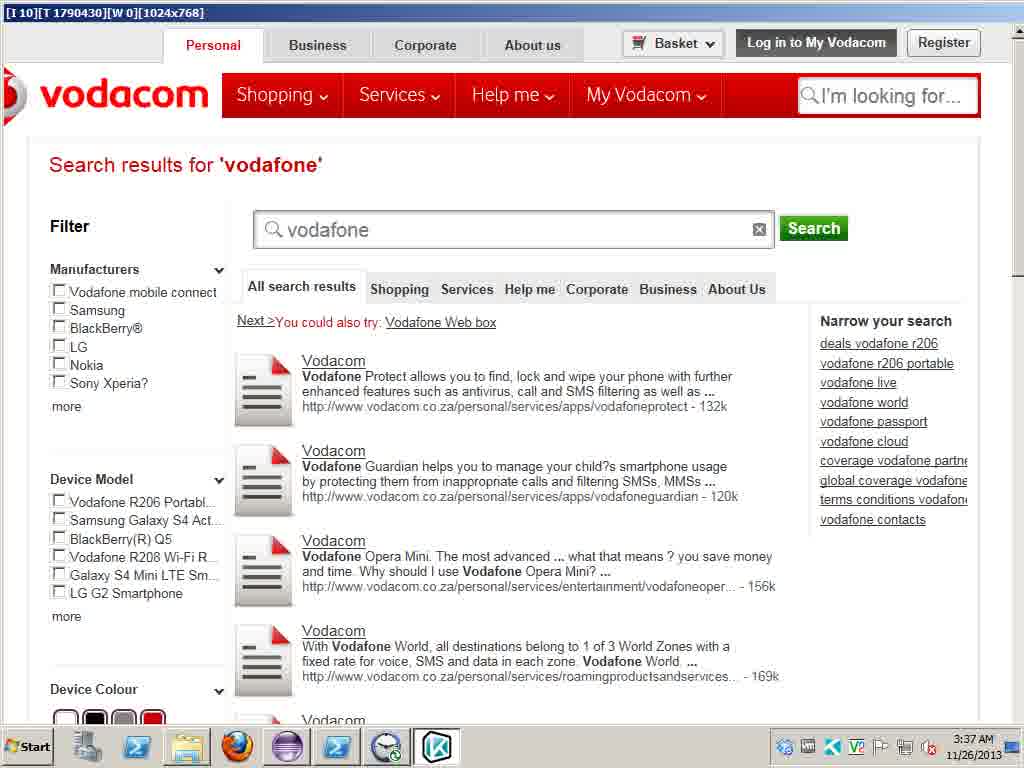 [I 10][T 1790430][W 0][1024x768]
Personal
Business
Corporate
About us
Basket
Log in to My Vodacom
Register
vodacom
Shopping
Services
Help me
My Vodacom
I'm looking for...
Search results for 'vodafone'
Filter
vodafone
Search
Manufacturers
Vodafone mobile connect
Samsung
BlackBerry®
LG
Nokia
Sony Xperia?
more
Device Model
Vodafone R206 Portabl...
Samsung Galaxy S4 Act...
BlackBerry(R) Q5
Vodafone R208 Wi-Fi R...
Galaxy S4 Mini LTE Sm...
LG G2 Smartphone
more
Device Colour
All search results
Shopping
Services
Help me
Corporate
Business
About Us
Next >You could also try: Vodafone Web box
Vodacom
Vodafone Protect allows you to find, lock and wipe your phone with further
enhanced features such as antivirus, call and SMS filtering as well as ...
http://www.vodacom.co.za/personal/services/apps/vodafoneprotect - 132k
Vodacom
Vodafone Guardian helps you to manage your child?s smartphone usage
by protecting them from inappropriate calls and filtering SMSs, MMSs ...
http://www.vodacom.co.za/personal/services/apps/vodafoneguardian - 120k
Vodacom
Vodafone Opera Mini. The most advanced ... what that means ? you save money
and time. Why should I use Vodafone Opera Mini? ...
http://www.vodacom.co.za/personal/services/entertainment/vodafoneoper... - 156k
Vodacom
With Vodafone World, all destinations belong to 1 of 3 World Zones with a
fixed rate for voice, SMS and data in each zone. Vodafone World. ...
http://www.vodacom.co.za/personal/services/roamingproductsandservices... - 169k
Vodacom
Narrow your search
deals vodafone r206
vodafone r206 portable
vodafone live
vodafone world
vodafone passport
vodafone cloud
coverage vodafone partne
global coverage vodafone
terms conditions vodafone
vodafone contacts
Start
3:37 AM
11/26/2013